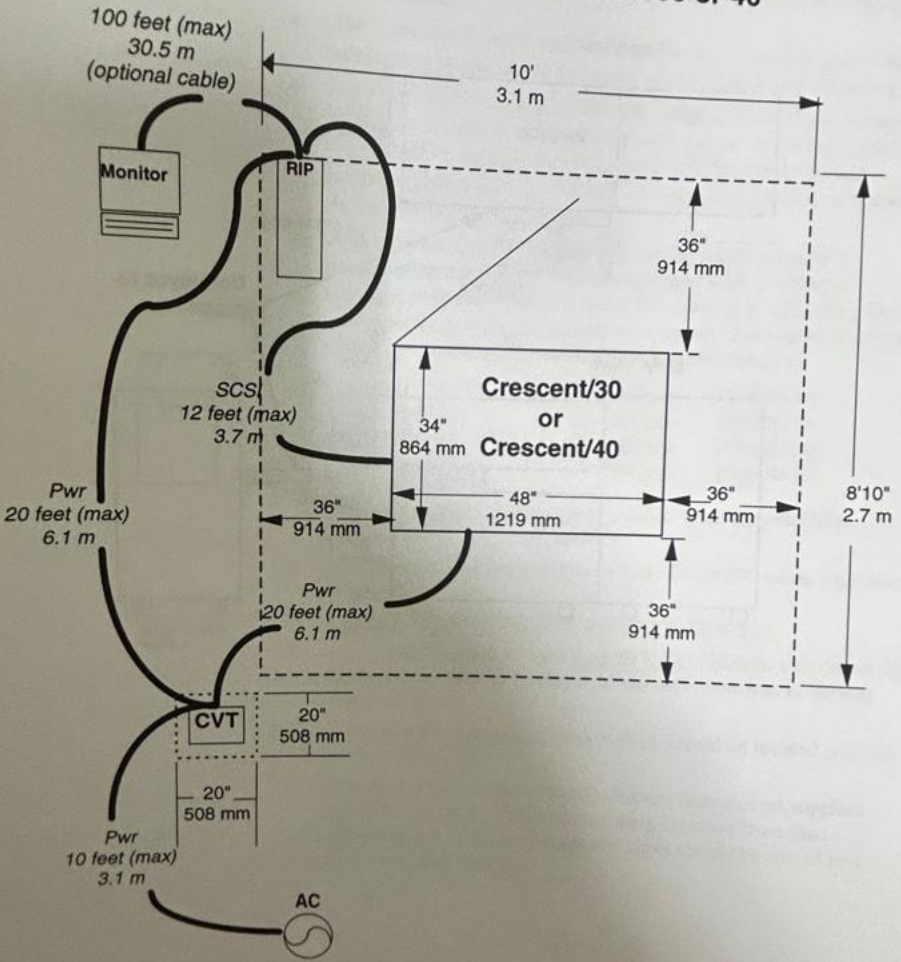 100 feet (max)
30.5 m
(optional cable)
10'
3.1 m
Monitor
RIP
36"
914 mm
SCSI
12 feet (max)
3.7 m
34"
864 mm
Crescent/30
or
Crescent/40
48"
1219 mm
36"
914 mm
36"
914 mm
8'10"
2.7 m
Pwr
20 feet (max)
6.1 m
Pwr
20 feet (max)
6.1 m
36"
914 mm
CVT
20"
508 mm
20"
508 mm
Pwr
10 feet (max)
3.1 m
AC